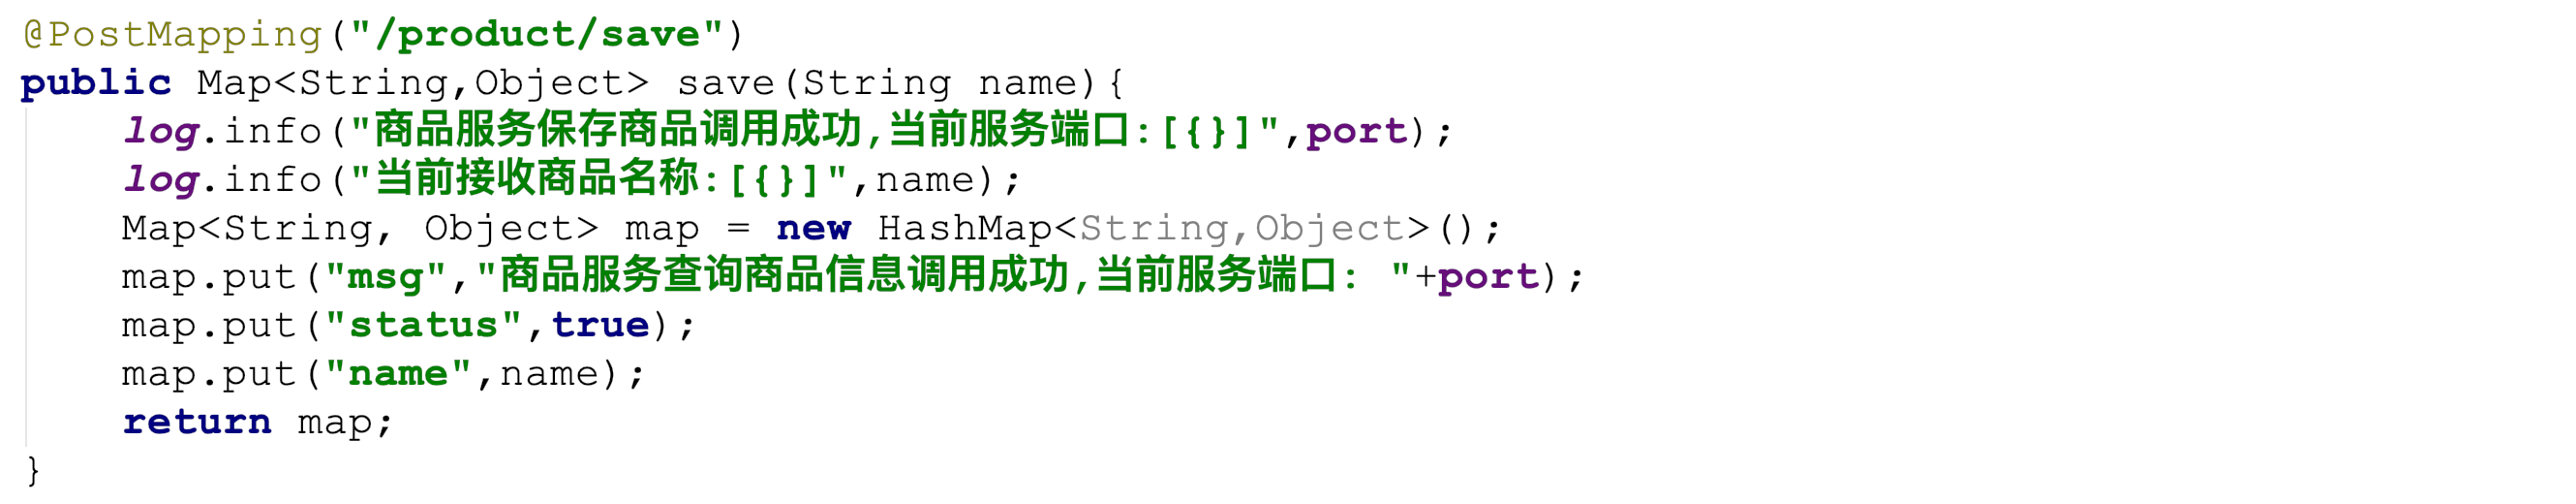 @PostMapping("/product/save")
public Map<String,Object> save(String name){
    log.info("商品服务保存商品调用成功,当前服务端口:[{}]",port);
    log.info("当前接收商品名称:[{}]",name);
    Map<String, Object> map = new HashMap<String,Object>();
    map.put("msg","商品服务查询商品信息调用成功,当前服务端口: "+port);
    map.put("status",true);
    map.put("name",name);
    return map;
}